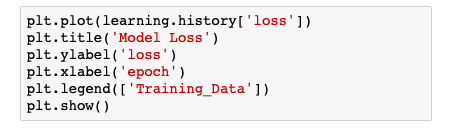 plt.plot(learning.history['loss'])
plt.title('Model Loss')
plt.ylabel('loss')
plt.xlabel('epoch')
plt.legend(['Training_Data'])
plt.show()